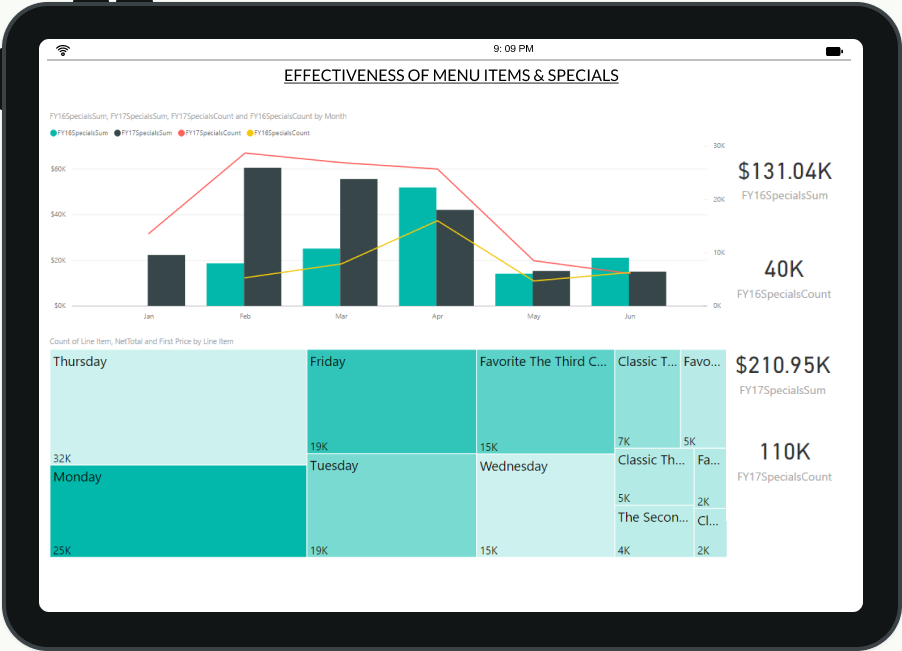 9: 09 PM
EFFECTIVENESS OF MENU ITEMS & SPECIALS
FY16SpecialsSum, FY17SpecialsSum, FY17SpecialsCount and FY16SpecialsCount by Month
FY16SpecialsSum FY17SpecialsSum FY17SpecialsCount FY16SpecialsCount
30K
$60K
20K
$40K
$20K
10K
$0K
0K
Jan Feb Mar Apr May Jun
$131.04K
FY16SpecialsSum
40K
FY16SpecialsCount
Count of Line Item, NetTotal and First Price by Line Item
Thursday
32K
Monday
25K
Friday
19K
Tuesday
19K
Favorite The Third C...
15K
Wednesday
15K
Classic T...
7K
Favo...
5K
Classic Th...
5K
Fa...
2K
The Secon...
4K
Cl...
2K
$210.95K
FY17SpecialsSum
110K
FY17SpecialsCount